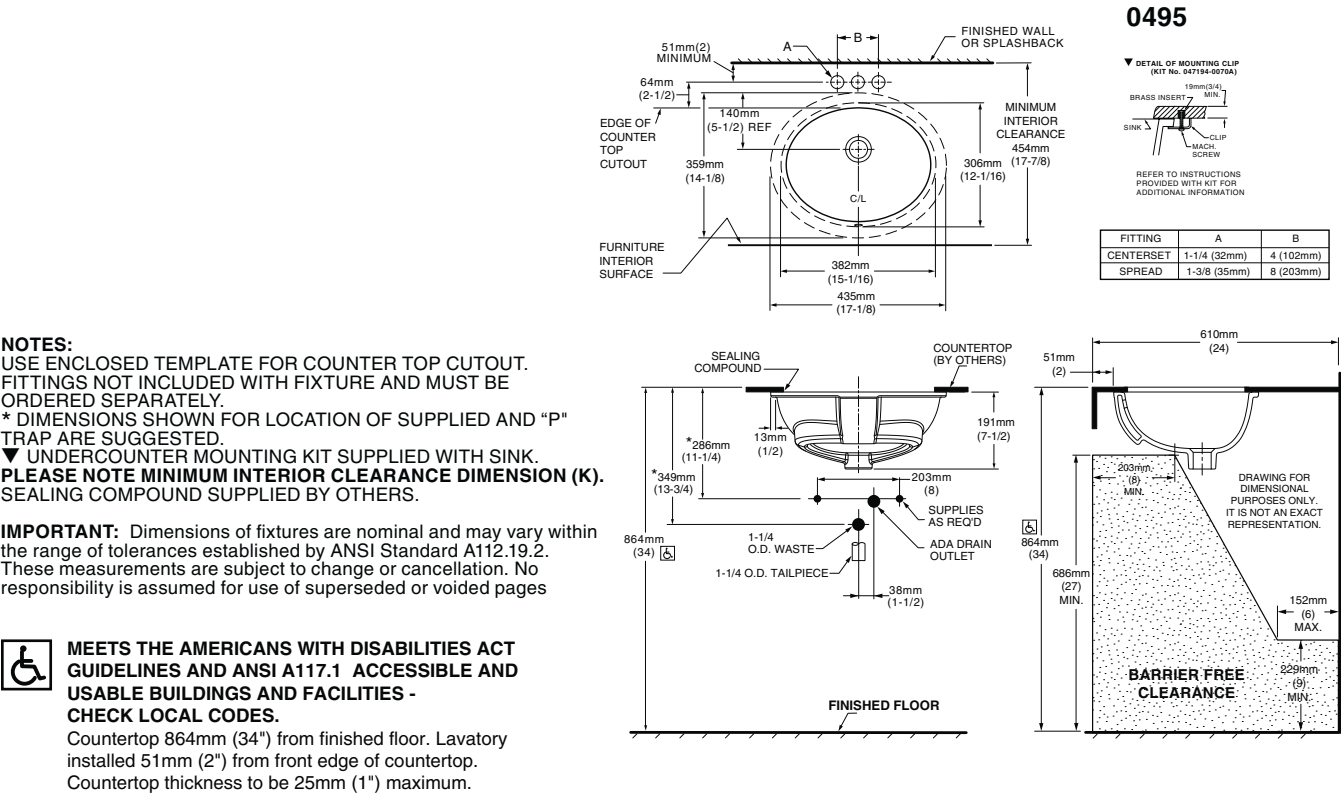 0495
51mm(2)
MINIMUM
A
B
FINISHED WALL
OR SPLASHBACK
64mm
(2-1/2)
140mm
(5-1/2) REF
EDGE OF
COUNTER
TOP
CUTOUT
359mm
(14-1/8)
MINIMUM
INTERIOR
CLEARANCE
454mm
(17-7/8)
306mm
(12-1/16)
C/L
FURNITURE
INTERIOR
SURFACE
382mm
(15-1/16)
435mm
(17-1/8)
▼ DETAIL OF MOUNTING CLIP
(KIT No. 047194-0070A)
19mm(3/4)
MIN.
BRASS INSERT
SINK
CLIP
MACH.
SCREW
REFER TO INSTRUCTIONS
PROVIDED WITH KIT FOR
ADDITIONAL INFORMATION
FITTING A B
CENTERSET 1-1/4 (32mm) 4 (102mm)
SPREAD 1-3/8 (35mm) 8 (203mm)
NOTES:
USE ENCLOSED TEMPLATE FOR COUNTER TOP CUTOUT.
FITTINGS NOT INCLUDED WITH FIXTURE AND MUST BE
ORDERED SEPARATELY.
* DIMENSIONS SHOWN FOR LOCATION OF SUPPLIED AND “P"
TRAP ARE SUGGESTED.
▼ UNDERCOUNTER MOUNTING KIT SUPPLIED WITH SINK.
PLEASE NOTE MINIMUM INTERIOR CLEARANCE DIMENSION (K).
SEALING COMPOUND SUPPLIED BY OTHERS.
IMPORTANT: Dimensions of fixtures are nominal and may vary within
the range of tolerances established by ANSI Standard A112.19.2.
These measurements are subject to change or cancellation. No
responsibility is assumed for use of superseded or voided pages
MEETS THE AMERICANS WITH DISABILITIES ACT
GUIDELINES AND ANSI A117.1 ACCESSIBLE AND
USABLE BUILDINGS AND FACILITIES -
CHECK LOCAL CODES.
Countertop 864mm (34") from finished floor. Lavatory
installed 51mm (2") from front edge of countertop.
Countertop thickness to be 25mm (1") maximum.
SEALING
COMPOUND
COUNTERTOP
(BY OTHERS)
13mm
(1/2)
191mm
(7-1/2)
*286mm
(11-1/4)
*349mm
(13-3/4)
203mm
(8)
SUPPLIES
AS REQ'D
864mm
(34)
1-1/4
O.D. WASTE
ADA DRAIN
OUTLET
1-1/4 O.D. TAILPIECE
38mm
(1-1/2)
FINISHED FLOOR
610mm
(24)
51mm
(2)
203mm
(8)
MIN.
DRAWING FOR
DIMENSIONAL
PURPOSES ONLY.
IT IS NOT AN EXACT
REPRESENTATION.
864mm
(34)
686mm
(27)
MIN.
152mm
(6)
MAX.
BARRIER FREE
CLEARANCE
229mm
(9)
MIN.